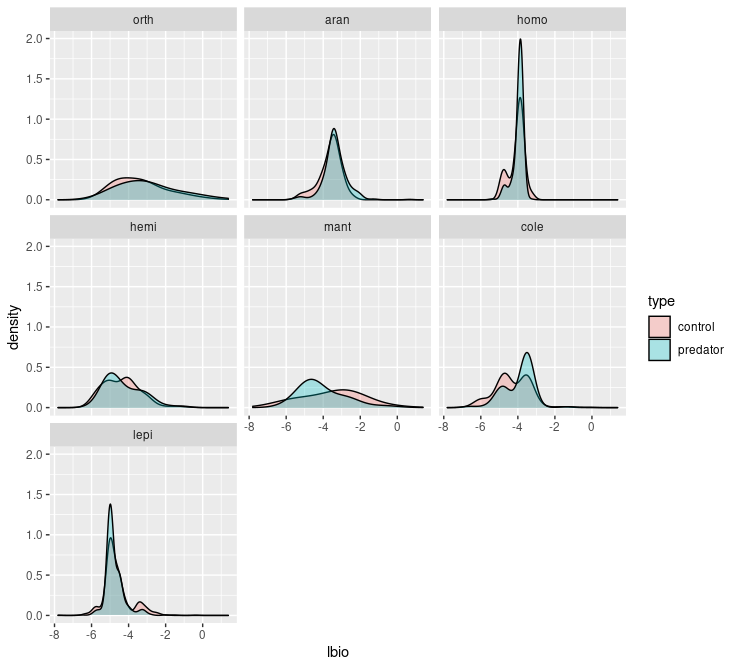 orth aran homo
2.0
1.5
1.0
0.5
0.0
hemi mant cole
2.0
1.5
1.0
0.5
0.0
-8 -6 -4 -2 0 -8 -6 -4 -2 0
lepi
2.0
1.5
1.0
0.5
0.0
-8 -6 -4 -2 0
lbio
density
type
control
predator